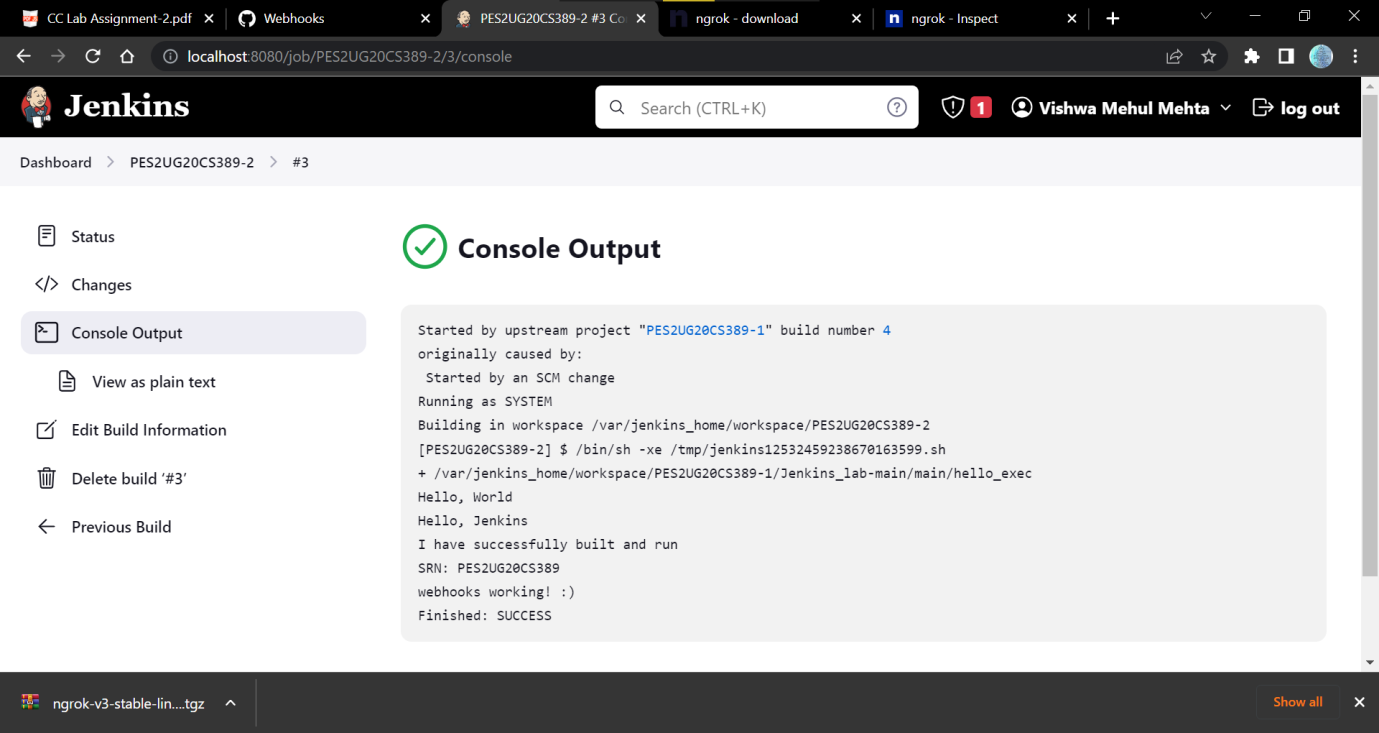 CC Lab Assignment-2.pdf
Webhooks
PES2UG20CS389-2 #3 Co
ngrok - download
ngrok - Inspect
localhost:8080/job/PES2UG20CS389-2/3/console
Jenkins
Search (CTRL+K)
1
Vishwa Mehul Mehta
log out
Dashboard
PES2UG20CS389-2
#3
Status
Changes
Console Output
View as plain text
Edit Build Information
Delete build ‘#3’
Previous Build
Console Output
Started by upstream project "PES2UG20CS389-1" build number 4
originally caused by:
Started by an SCM change
Running as SYSTEM
Building in workspace /var/jenkins_home/workspace/PES2UG20CS389-2
[PES2UG20CS389-2] $ /bin/sh -xe /tmp/jenkins12532459238670163599.sh
+ /var/jenkins_home/workspace/PES2UG20CS389-1/Jenkins_lab-main/main/hello_exec
Hello, World
Hello, Jenkins
I have successfully built and run
SRN: PES2UG20CS389
webhooks working! :)
Finished: SUCCESS
ngrok-v3-stable-lin....tgz
Show all